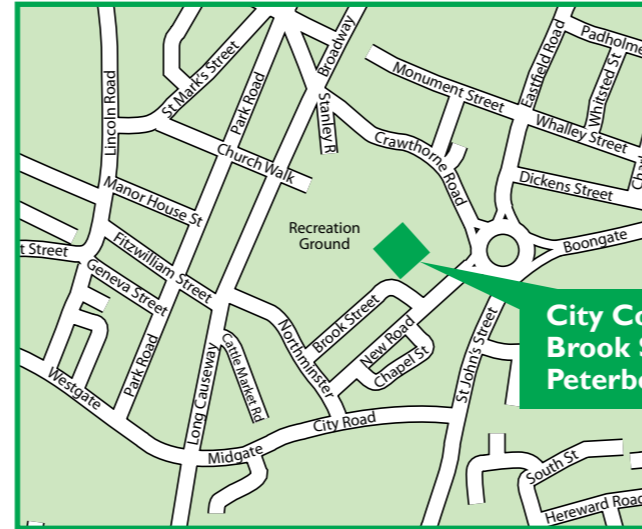 Padholme
Eastfield Road
Whitsted St
Broadway
St Mark's Street
Park Road
Lincoln Road
Monument Street
Stanley R
Whalley Street
Crawthorne Road
Church Walk
Dickens Street
Manor House St
Recreation
Ground
Boongate
t Street
Fitzwilliam Street
Geneva Street
Brook Street
City Co
Brook S
Peterbo
New Road
Northminster
St John's Street
Chapel St
Park Road
Cattle Market Rd
Westgate
Long Causeway
City Road
Midgate
South St
Hereward Road